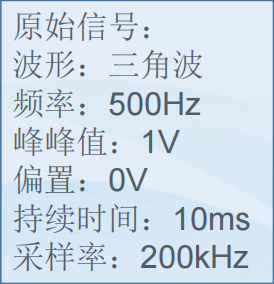 原始信号：
波形：三角波
频率：500Hz
峰峰值：1V
偏置：0V
持续时间：10ms
采样率：200kHz